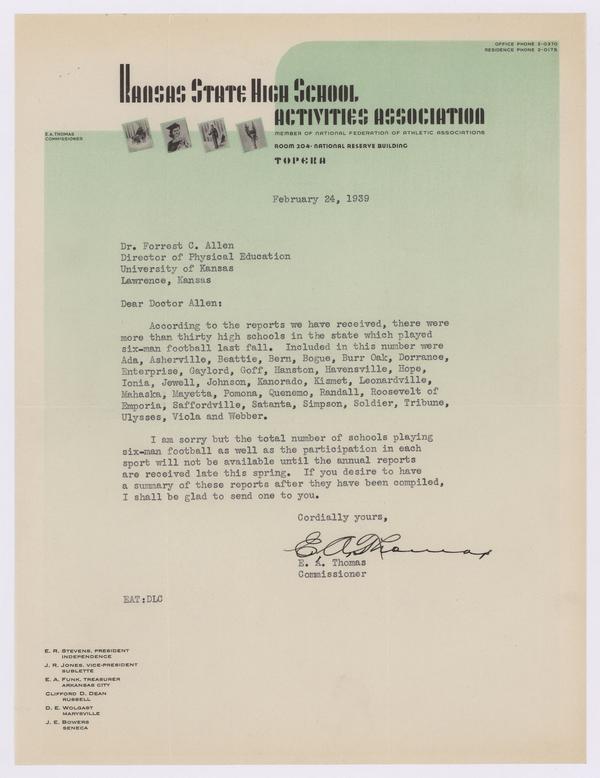 OFFICE PHONE 2-0370
RESIDENCE PHONE 2-0175
KANSAS STATE HIGH SCHOOL
ACTIVITIES ASSOCIATION
E.A. THOMAS
COMMISSIONER
MEMBER OF NATIONAL FEDERATION OF ATHLETIC ASSOCIATIONS
ROOM 204 - NATIONAL RESERVE BUILDING
TOPEKA
February 24, 1939
Dr. Forrest C. Allen
Director of Physical Education
University of Kansas
Lawrence, Kansas
Dear Doctor Allen:
According to the reports we have received, there were
more than thirty high schools in the state which played
six-man football last fall. Included in this number were
Ada, Asherville, Beattie, Bern, Bogue, Burr Oak, Dorrance,
Enterprise, Gaylord, Goff, Hanston, Havensville, Hope,
Ionia, Jewell, Johnson, Kanorado, Kismet, Leonardville,
Mahaska, Mayetta, Pomona, Quenemo, Randall, Roosevelt of
Emporia, Saffordville, Satanta, Simpson, Soldier, Tribune,
Ulysses, Viola and Webber.
I am sorry but the total number of schools playing
six-man football as well as the participation in each
sport will not be available until the annual reports
are received late this spring. If you desire to have
a summary of these reports after they have been compiled,
I shall be glad to send one to you.
Cordially yours,
E. A. Thomas
E. A. Thomas
Commissioner
EAT:DLC
E. R. STEVENS, PRESIDENT
INDEPENDENCE
J. R. JONES, VICE-PRESIDENT
SUBLETTE
E. A. FUNK, TREASURER
ARKANSAS CITY
CLIFFORD D. DEAN
RUSSELL
D. E. WOLGAST
MARYSVILLE
J. E. BOWERS
SENECA